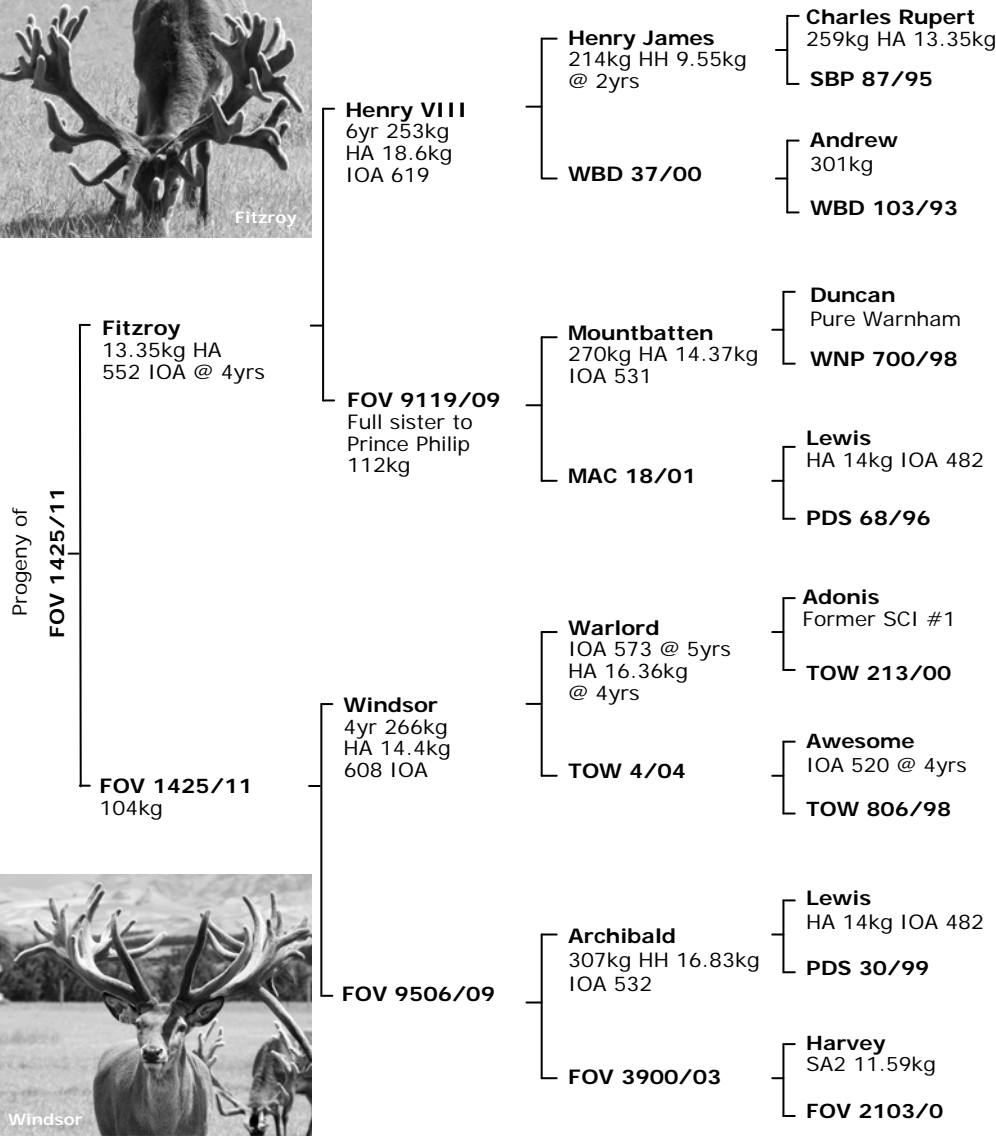 Fitzroy
Charles Rupert
259kg HA 13.35kg
Henry James
214kg HH 9.55kg
@ 2yrs
SBP 87/95
Henry VIII
6yr 253kg
HA 18.6kg
IOA 619
Andrew
301kg
WBD 37/00
WBD 103/93
Duncan
Pure Warnham
Fitzroy
13.35kg HA
552 IOA @ 4yrs
Mountbatten
270kg HA 14.37kg
IOA 531
WNP 700/98
FOV 9119/09
Full sister to
Prince Philip
112kg
Lewis
HA 14kg IOA 482
MAC 18/01
PDS 68/96
Progeny of
FOV 1425/11
Adonis
Former SCI #1
Warlord
IOA 573 @ 5yrs
HA 16.36kg
@ 4yrs
TOW 213/00
Windsor
4yr 266kg
HA 14.4kg
608 IOA
Awesome
IOA 520 @ 4yrs
TOW 4/04
FOV 1425/11
104kg
TOW 806/98
Lewis
HA 14kg IOA 482
Archibald
307kg HH 16.83kg
IOA 532
PDS 30/99
FOV 9506/09
Harvey
SA2 11.59kg
FOV 3900/03
FOV 2103/0
Windsor